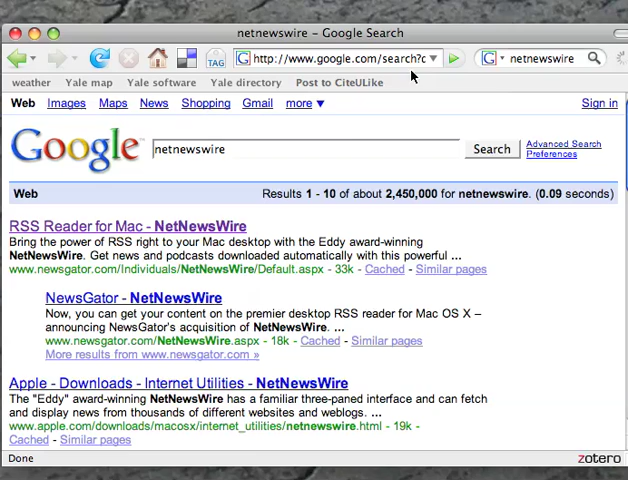 netnewswire - Google Search
TAG
G http://www.google.com/search?c
G netnewswire
weather Yale map Yale software Yale directory Post to CiteULike
Web Images Maps News Shopping Gmail more ▼ Sign in
Google™ netnewswire Search Advanced Search
Preferences
Web Results 1 - 10 of about 2,450,000 for netnewswire. (0.09 seconds)
RSS Reader for Mac - NetNewsWire
Bring the power of RSS right to your Mac desktop with the Eddy award-winning
NetNewsWire. Get news and podcasts downloaded automatically with this powerful ...
www.newsgator.com/Individuals/NetNewsWire/Default.aspx - 33k - Cached - Similar pages
NewsGator - NetNewsWire
Now, you can get your content on the premier desktop RSS reader for Mac OS X –
announcing NewsGator's acquisition of NetNewsWire. ...
www.newsgator.com/NetNewsWire.aspx - 18k - Cached - Similar pages
More results from www.newsgator.com »
Apple - Downloads - Internet Utilities - NetNewsWire
The "Eddy" award-winning NetNewsWire has a familiar three-paned interface and can fetch
and display news from thousands of different websites and weblogs. ...
www.apple.com/downloads/macosx/internet_utilities/netnewswire.html - 19k -
Cached - Similar pages
Done zotero